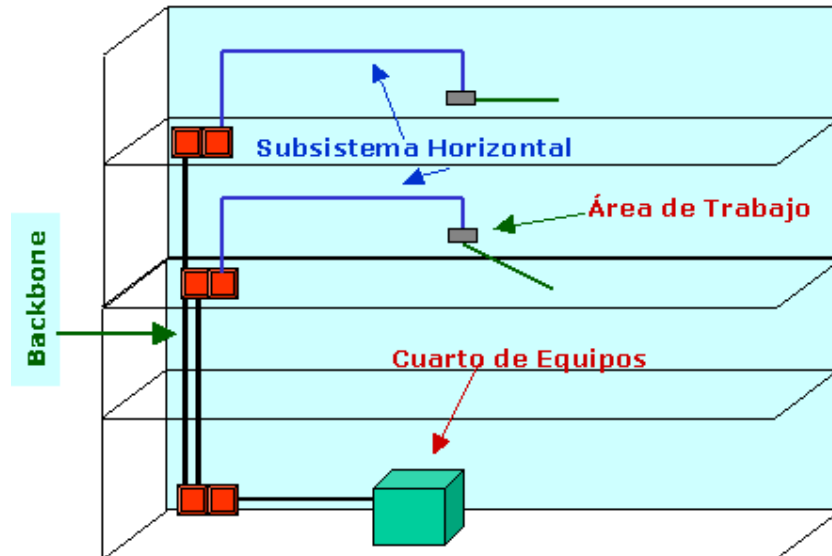 Subsistema Horizontal
Área de Trabajo
Backbone
Cuarto de Equipos